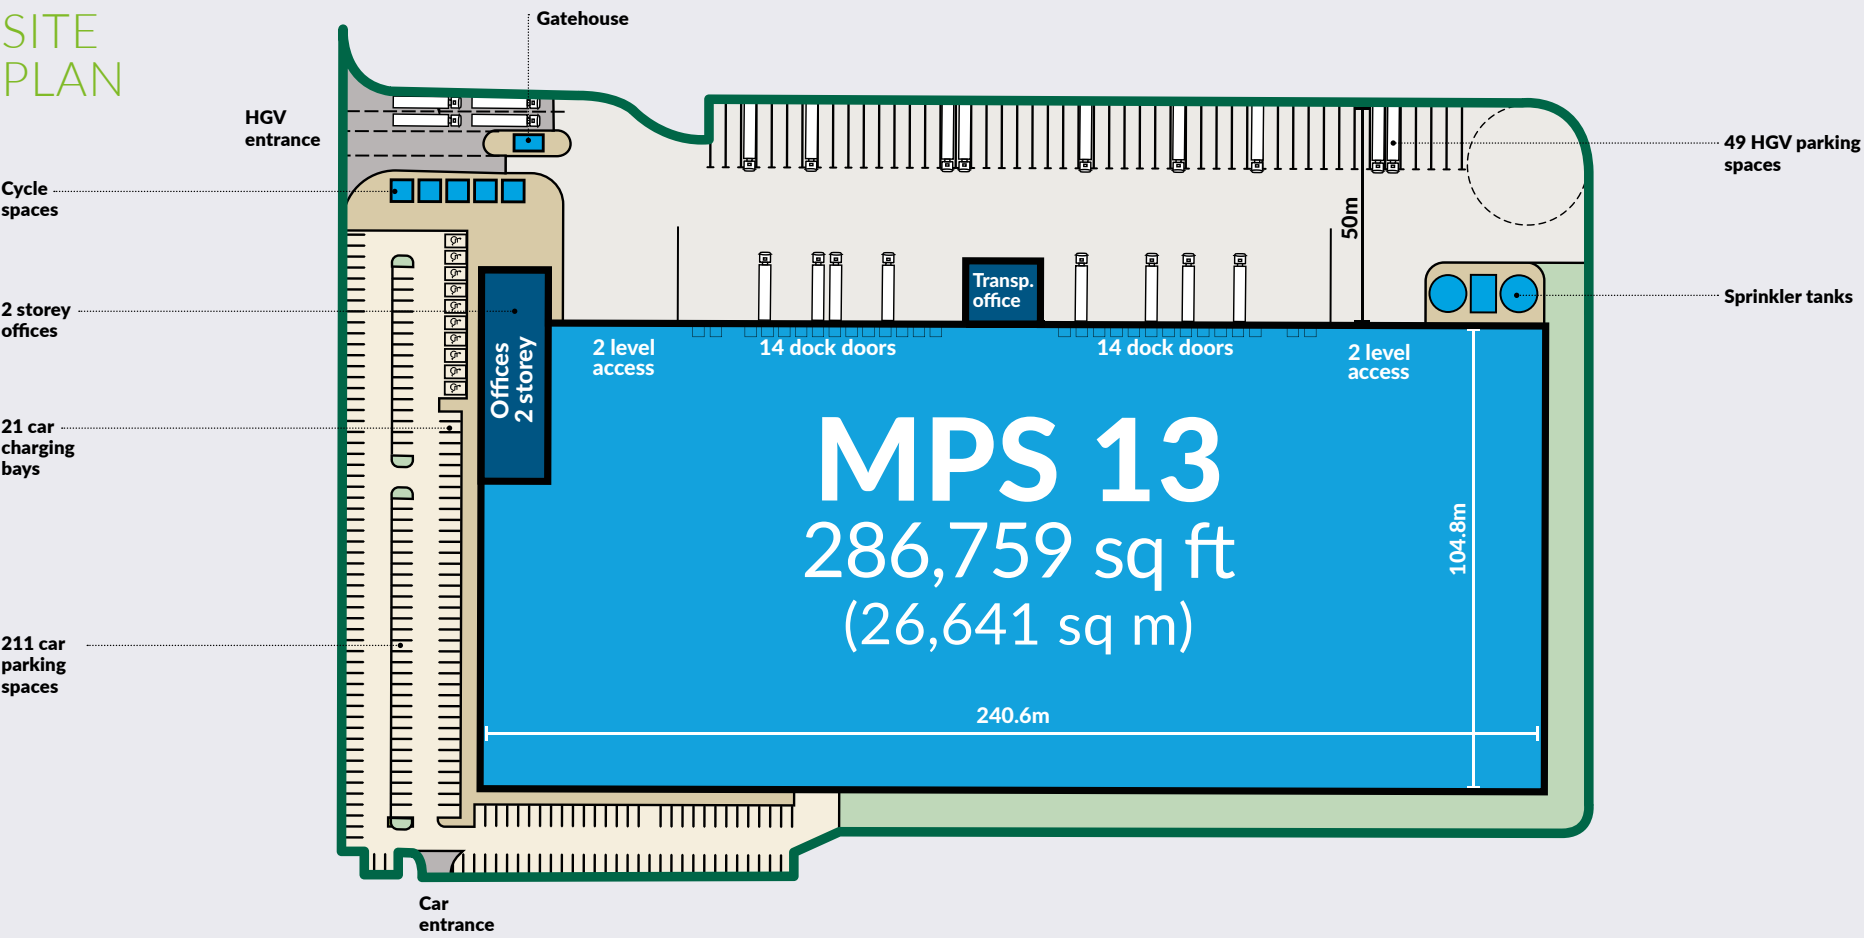 SITE
PLAN
Gatehouse
HGV
entrance
49 HGV parking
spaces
Cycle
spaces
50m
2 storey
offices
Transp.
office
Sprinkler tanks
Offices
2 storey
2 level
access
14 dock doors
14 dock doors
2 level
access
21 car
charging
bays
MPS 13
286,759 sq ft
(26,641 sq m)
104.8m
211 car
parking
spaces
240.6m
Car
entrance